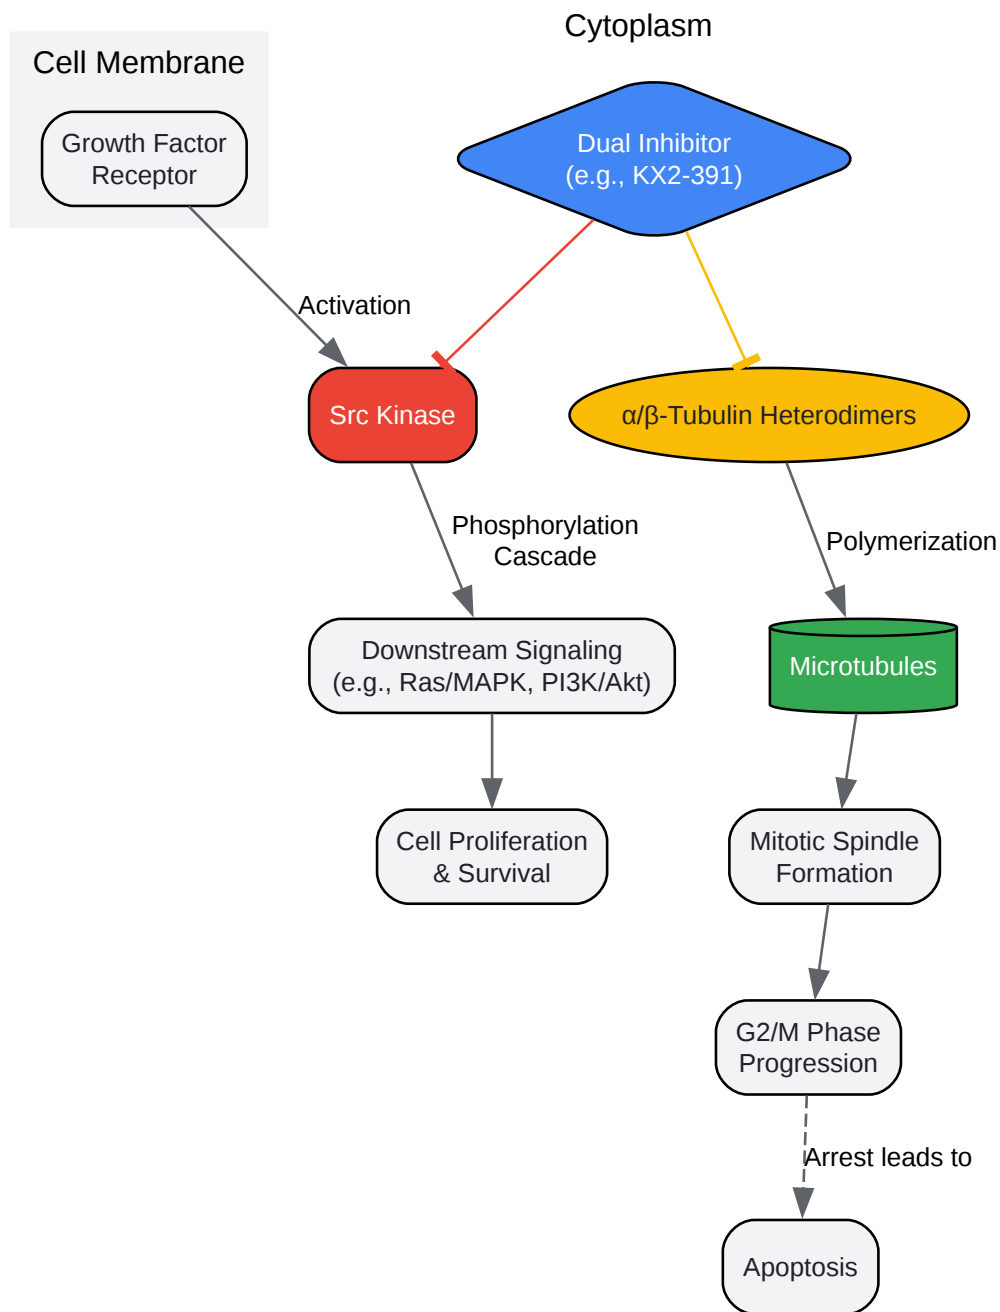 Cytoplasm
Cell Membrane
Growth Factor
Receptor
Dual Inhibitor
(e.g., KX2-391)
Activation
Src Kinase
α/β-Tubulin Heterodimers
Phosphorylation
Cascade
Polymerization
Downstream Signaling
(e.g., Ras/MAPK, PI3K/Akt)
Microtubules
Cell Proliferation
& Survival
Mitotic Spindle
Formation
G2/M Phase
Progression
Arrest leads to
Apoptosis